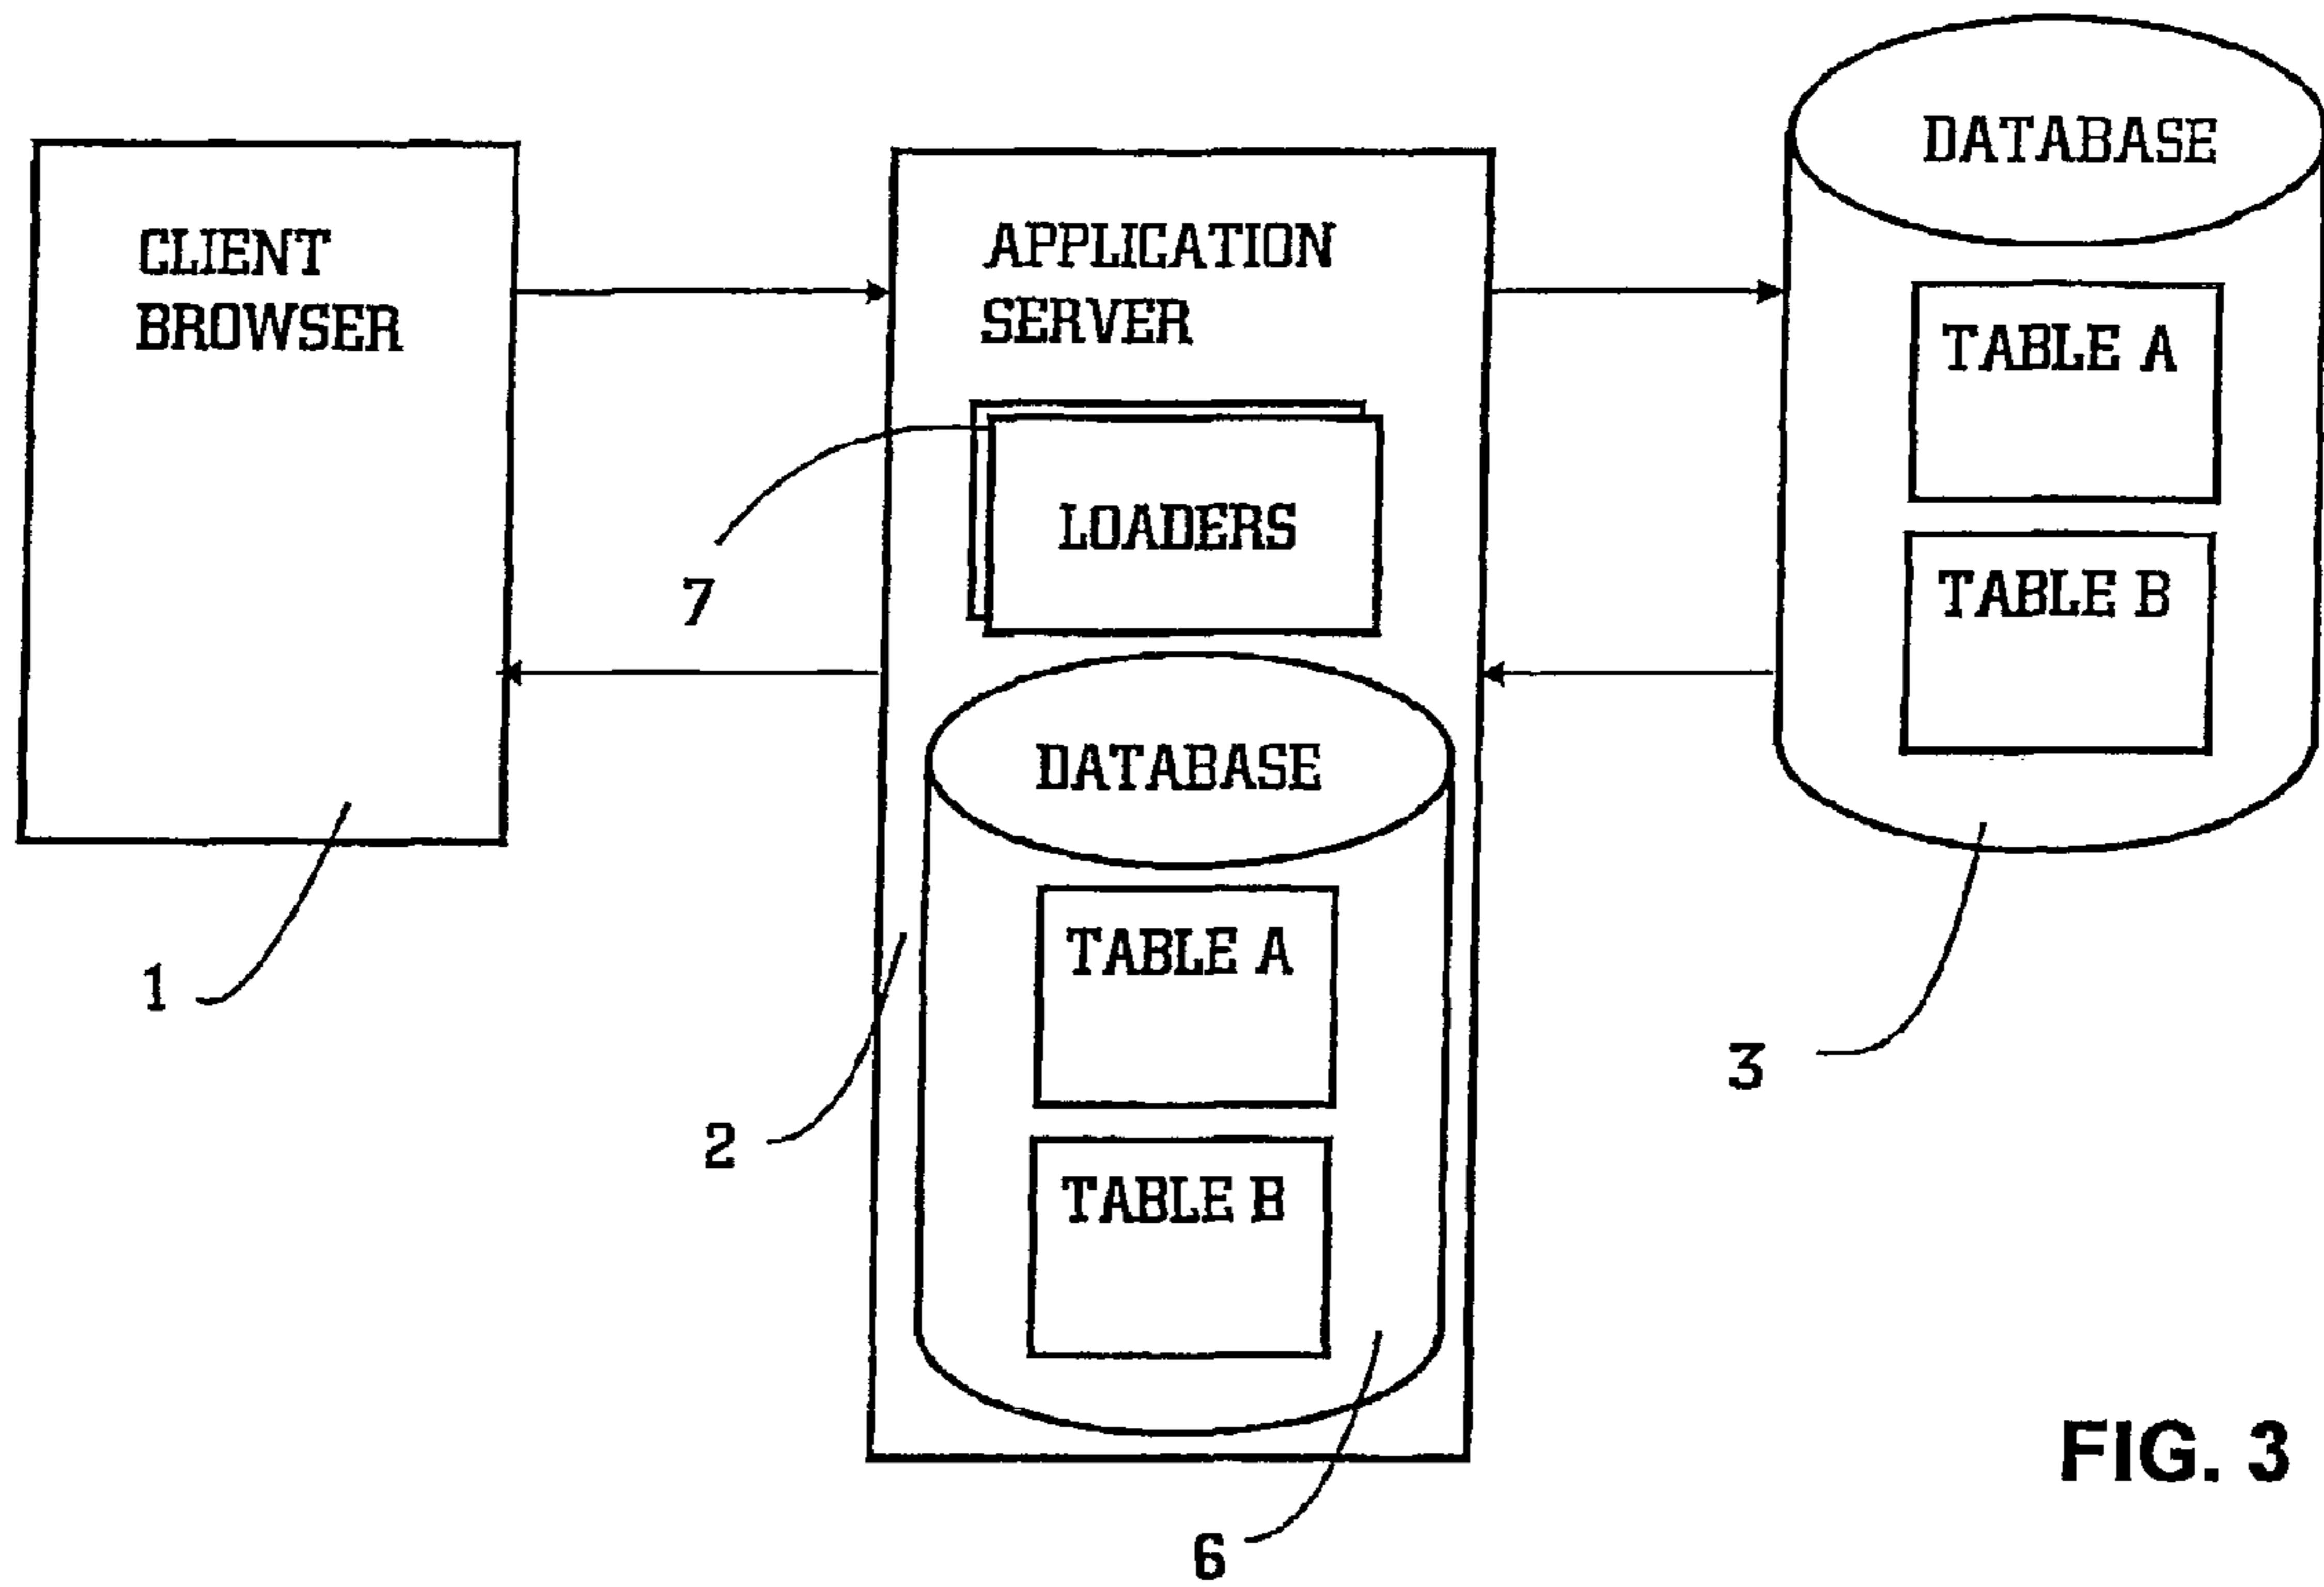 CLIENT
BROWSER
1
APPLICATION
SERVER
LOADERS
7
DATABASE
TABLE A
TABLE B
2
6
DATABASE
TABLE A
TABLE B
3
FIG. 3